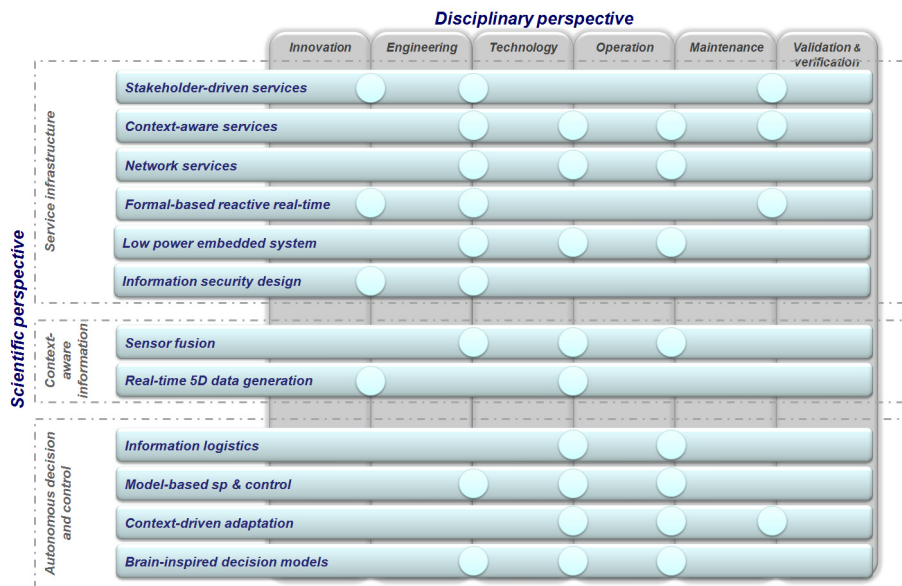 Disciplinary perspective
Innovation
Engineering
Technology
Operation
Maintenance
Validation &
verification
Scientific perspective
Service infrastructure
Stakeholder-driven services
Context-aware services
Network services
Formal-based reactive real-time
Low power embedded system
Information security design
Context-
aware
information
Sensor fusion
Real-time 5D data generation
Autonomous decision
and control
Information logistics
Model-based sp & control
Context-driven adaptation
Brain-inspired decision models